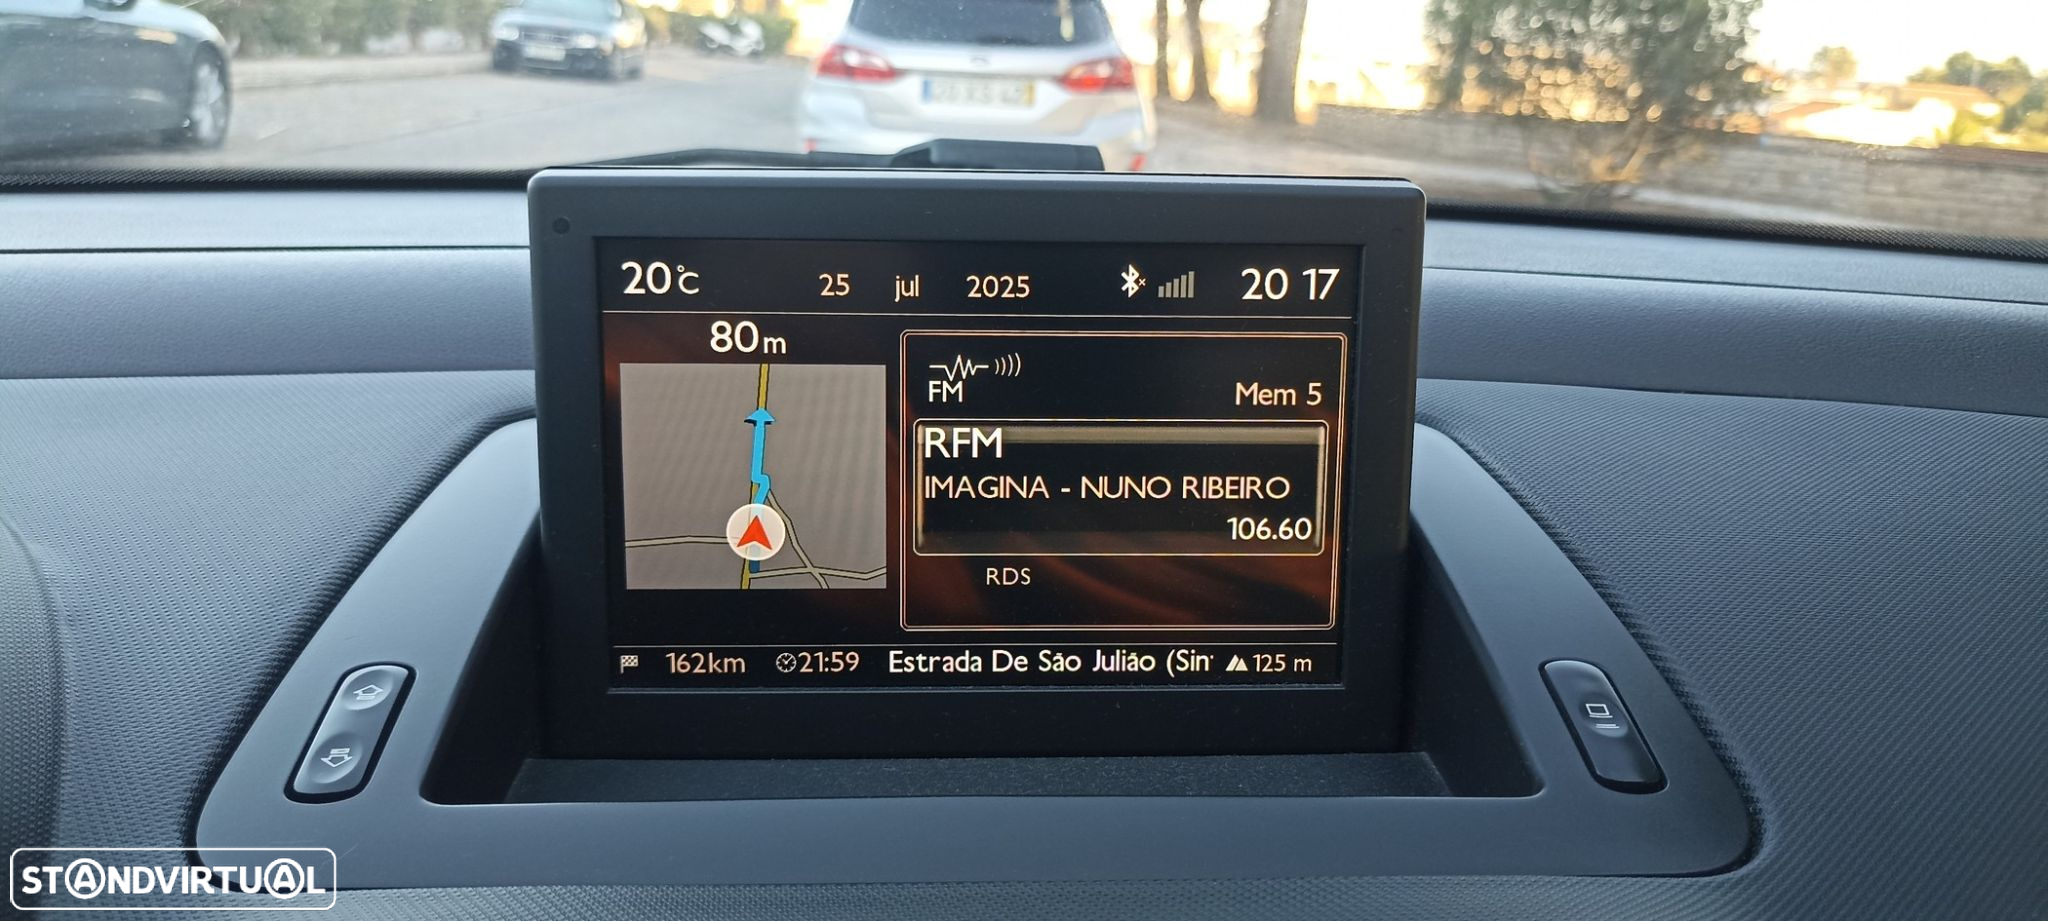 20°C 25 jul 2025 20 17
80m
FM
Mem 5
RFM
IMAGINA - NUNO RIBEIRO
106.60
RDS
162km 21:59 Estrada De São Julião (Sin 125 m
STANDVIRTUAL